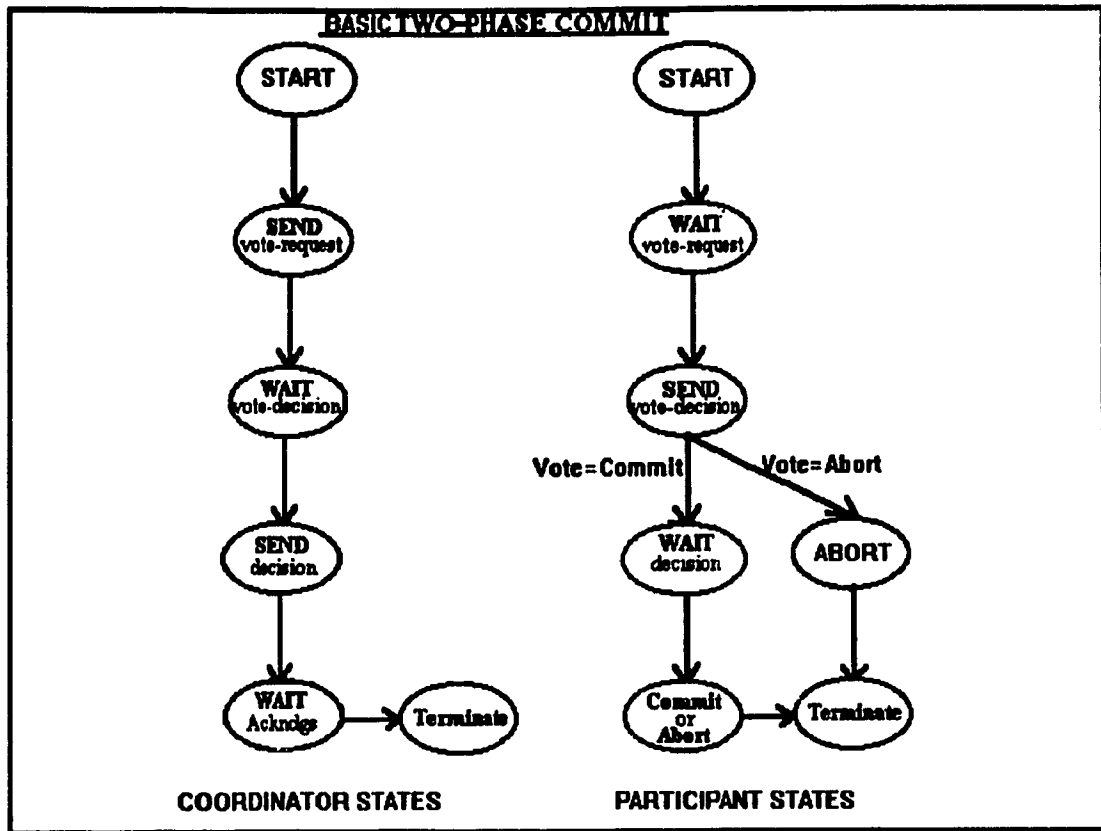 BASIC TWO-PHASE COMMIT
START
SEND
vote-request
WAIT
vote-decision
SEND
decision
WAIT
Ackndgs
Terminate
COORDINATOR STATES
START
WAIT
vote-request
SEND
vote-decision
Vote=Commit
Vote=Abort
WAIT
decision
ABORT
Commit
or
Abort
Terminate
PARTICIPANT STATES